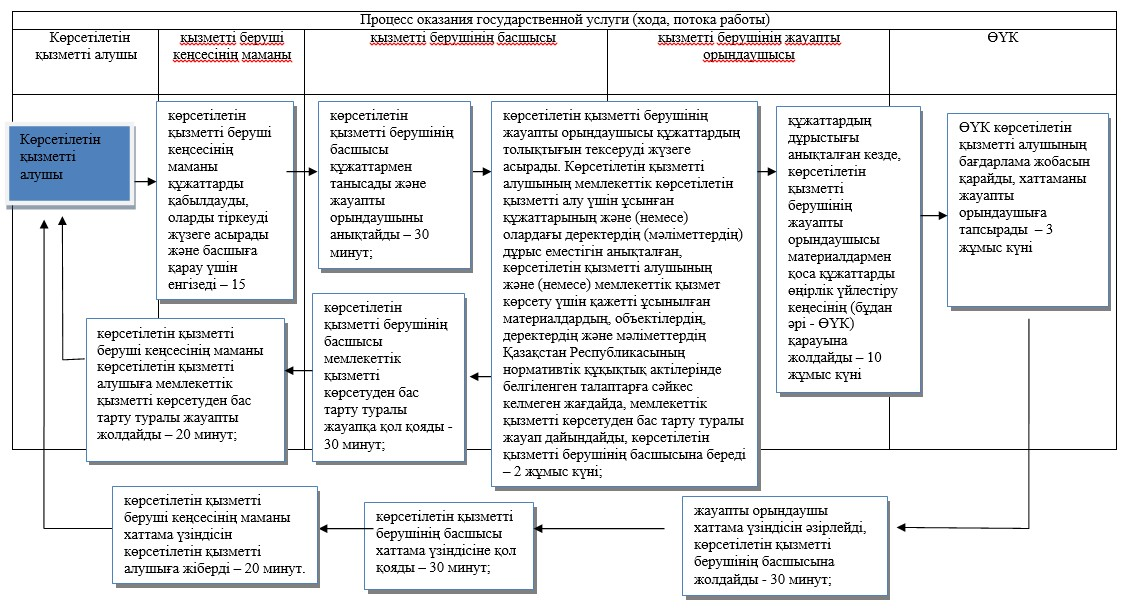 Процесс оказания государственной услуги (хода, потока работы)
Көрсетілетін
қызметті алушы
қызметті беруші
кеңсесінің маманы
қызметті берушінің басшысы
қызметті берушінің жауапты
орындаушысы
ӨҮК
Көрсетілетін
қызметті
алушы
көрсетілетін
қызметті беруші
кеңсесінің
маманы
құжаттарды
қабылдауды,
оларды тіркеуді
жүзеге асырады
және басшыға
қарау үшін
енгізеді – 15
көрсетілетін
қызметті берушінің
басшысы
құжаттармен
танысады және
жауапты
орындаушыны
анықтайды – 30
минут;
көрсетілетін қызметті берушінің
жауапты орындаушысы құжаттардың
толықтығын тексеруді жүзеге
асырады. Көрсетілетін қызметті
алушының мемлекеттік көрсетілетін
қызметті алу үшін ұсынған
құжаттарының және (немесе)
олардағы деректердің (мәліметтердің)
дұрыс еместігін анықталған,
көрсетілетін қызметті алушының
және (немесе) мемлекеттік қызмет
көрсету үшін қажетті ұсынылған
материалдардың, объектілердің,
деректердің және мәліметтердің
Қазақстан Республикасының
нормативтік құқықтық актілерінде
белгіленген талаптарға сәйкес
келмеген жағдайда, мемлекеттік
қызметті көрсетуден бас тарту туралы
жауап дайындайды, көрсетілетін
қызметті берушінің басшысына береді
– 2 жұмыс күні;
құжаттардың
дұрыстығы
анықталған кезде,
көрсетілетін
қызметті
берушінің
жауапты
орындаушысы
материалдармен
қоса құжаттарды
өңірлік үйлестіру
кеңесінің (бұдан
әрі - ӨҮК)
қарауына
жолдайды – 10
жұмыс күні
ӨҮК көрсетілетін
қызметті алушының
бағдарлама жобасын
қарайды, хаттаманы
жауапты
орындаушыға
тапсырады – 3
жұмыс күні
көрсетілетін қызметті
беруші кеңсесінің маманы
көрсетілетін қызметті
алушыға мемлекеттік
қызметті көрсетуден бас
тарту туралы жауапты
жолдайды – 20 минут;
көрсетілетін
қызметті берушінің
басшысы
мемлекеттік
қызметті
көрсетуден бас
тарту туралы
жауапқа қол қояды -
30 минут;
көрсетілетін қызметті
беруші кеңсесінің маманы
хаттама үзіндісін
көрсетілетін қызметті
алушыға жіберді – 20 минут.
көрсетілетін қызметті
берушінің басшысы
хаттама үзіндісіне қол
қояды – 30 минут;
жауапты орындаушы
хаттама үзіндісін әзірлейді,
көрсетілетін қызметті
берушінің басшысына
жолдайды - 30 минут;